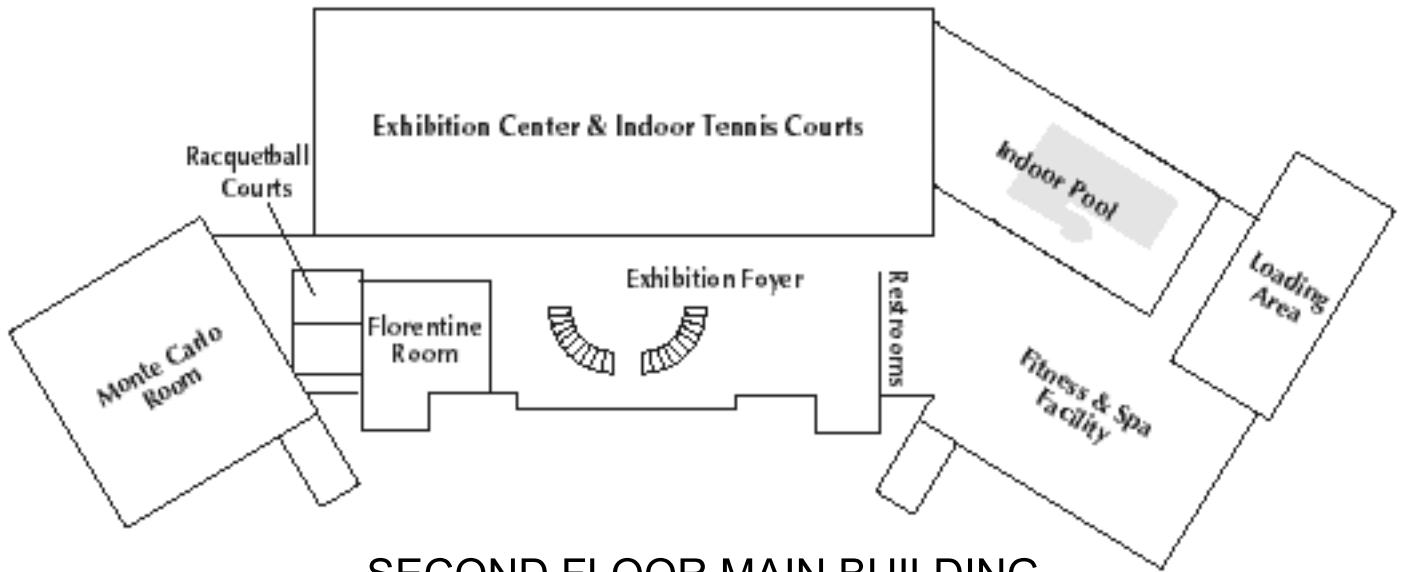 Exhibition Center & Indoor Tennis Courts
Racquetball
Courts
Indoor Pool
Loading
Area
Exhibition Foyer
Restrooms
Florentine
Room
Monte Carlo
Room
Fitness & Spa
Facility
SECOND FLOOR MAIN BUILDING